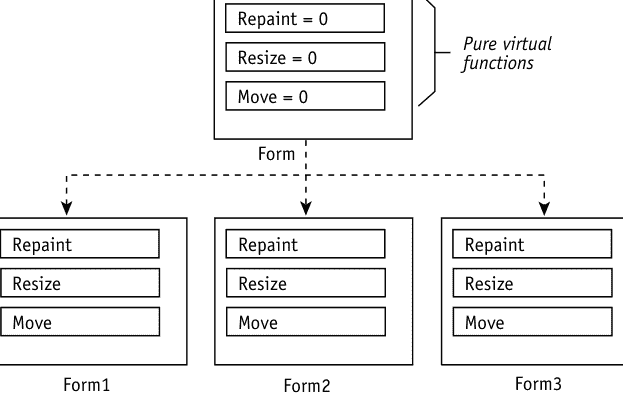 Repaint = 0
Resize = 0
Move = 0
Pure virtual
functions
Form
Repaint
Resize
Move
Form1
Repaint
Resize
Move
Form2
Repaint
Resize
Move
Form3